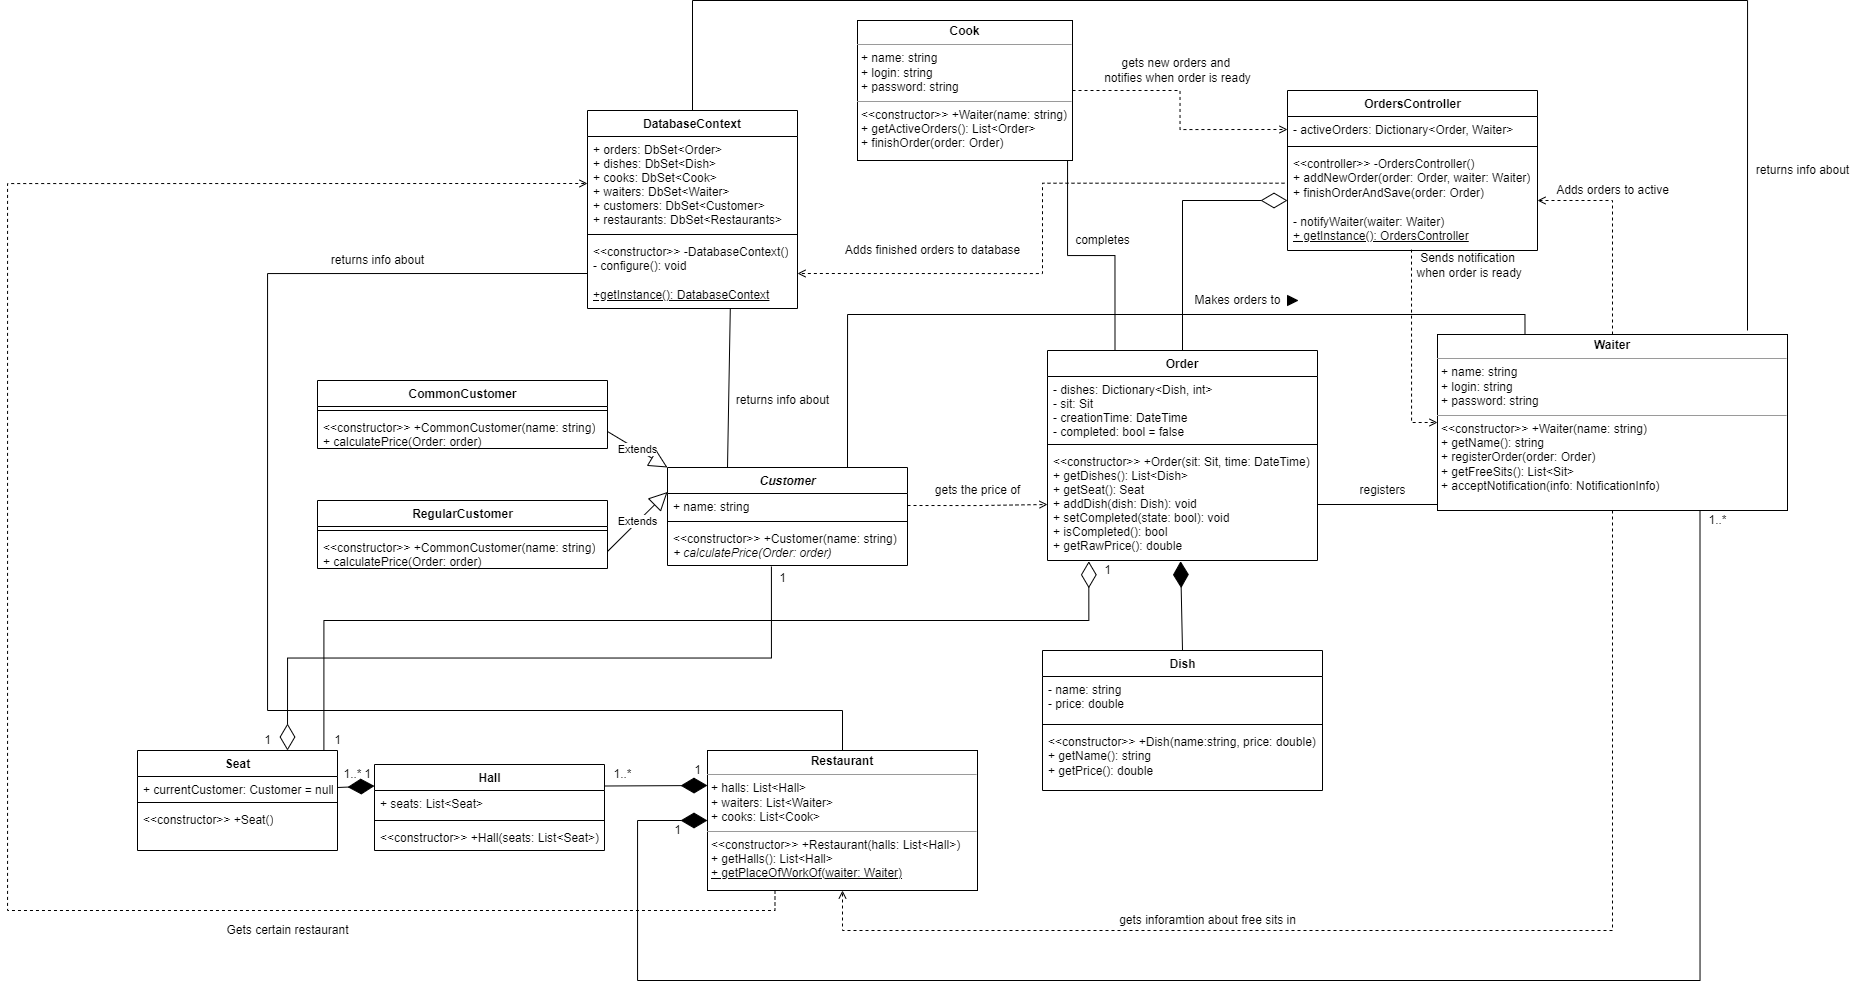 Cook
+ name: string
+ login: string
+ password: string
<<constructor>> +Waiter(name: string)
+ getActiveOrders(): List<Order>
+ finishOrder(order: Order)
gets new orders and
notifies when order is ready
OrdersController
- activeOrders: Dictionary<Order, Waiter>
<<controller>> -OrdersController()
+ addNewOrder(order: Order, waiter: Waiter)
+ finishOrderAndSave(order: Order)
- notifyWaiter(waiter: Waiter)
+ getInstance(): OrdersController
returns info about
Adds orders to active
DatabaseContext
+ orders: DbSet<Order>
+ dishes: DbSet<Dish>
+ cooks: DbSet<Cook>
+ waiters: DbSet<Waiter>
+ customers: DbSet<Customer>
+ restaurants: DbSet<Restaurants>
<<constructor>> -DatabaseContext()
- configure(): void
+getInstance(): DatabaseContext
returns info about
Adds finished orders to database
completes
Sends notification
when order is ready
Makes orders to
Waiter
+ name: string
+ login: string
+ password: string
<<constructor>> +Waiter(name: string)
+ getName(): string
+ registerOrder(order: Order)
+ getFreeSits(): List<Sit>
+ acceptNotification(info: NotificationInfo)
1..*
Order
- dishes: Dictionary<Dish, int>
- sit: Sit
- creationTime: DateTime
- completed: bool = false
<<constructor>> +Order(sit: Sit, time: DateTime)
+ getDishes(): List<Dish>
+ getSeat(): Seat
+ addDish(dish: Dish): void
+ setCompleted(state: bool): void
+ isCompleted(): bool
+ getRawPrice(): double
1
registers
returns info about
CommonCustomer
<<constructor>> +CommonCustomer(name: string)
+ calculatePrice(Order: order)
Extends
Customer
+ name: string
<<constructor>> +Customer(name: string)
+ calculatePrice(Order: order)
1
gets the price of
RegularCustomer
<<constructor>> +CommonCustomer(name: string)
+ calculatePrice(Order: order)
Extends
Dish
- name: string
- price: double
<<constructor>> +Dish(name:string, price: double)
+ getName(): string
+ getPrice(): double
1
1
Seat
+ currentCustomer: Customer = null
<<constructor>> +Seat()
1..*
1
Hall
+ seats: List<Seat>
<<constructor>> +Hall(seats: List<Seat>)
1..*
1
1
Restaurant
+ halls: List<Hall>
+ waiters: List<Waiter>
+ cooks: List<Cook>
<<constructor>> +Restaurant(halls: List<Hall>)
+ getHalls(): List<Hall>
+ getPlaceOfWorkOf(waiter: Waiter)
Gets certain restaurant
gets inforamtion about free sits in